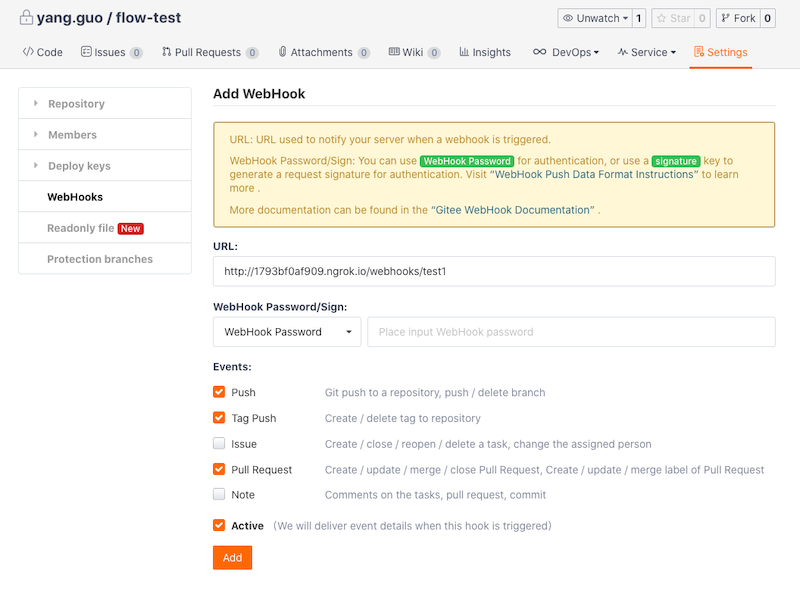 yang.guo / flow-test
Unwatch 1 Star 0 Fork 0
Code Issues 0 Pull Requests 0 Attachments 0 Wiki 0 Insights DevOps Service Settings
Repository
Members
Deploy keys
WebHooks
Readonly file New
Protection branches
Add WebHook
URL: URL used to notify your server when a webhook is triggered.
WebHook Password/Sign: You can use WebHook Password for authentication, or use a signature key to
generate a request signature for authentication. Visit “WebHook Push Data Format Instructions” to learn
more .
More documentation can be found in the “Gitee WebHook Documentation” .
URL:
http://1793bf0af909.ngrok.io/webhooks/test1
WebHook Password/Sign:
WebHook Password Place input WebHook password
Events:
Push Git push to a repository, push / delete branch
Tag Push Create / delete tag to repository
Issue Create / close / reopen / delete a task, change the assigned person
Pull Request Create / update / merge / close Pull Request, Create / update / merge label of Pull Request
Note Comments on the tasks, pull request, commit
Active (We will deliver event details when this hook is triggered)
Add